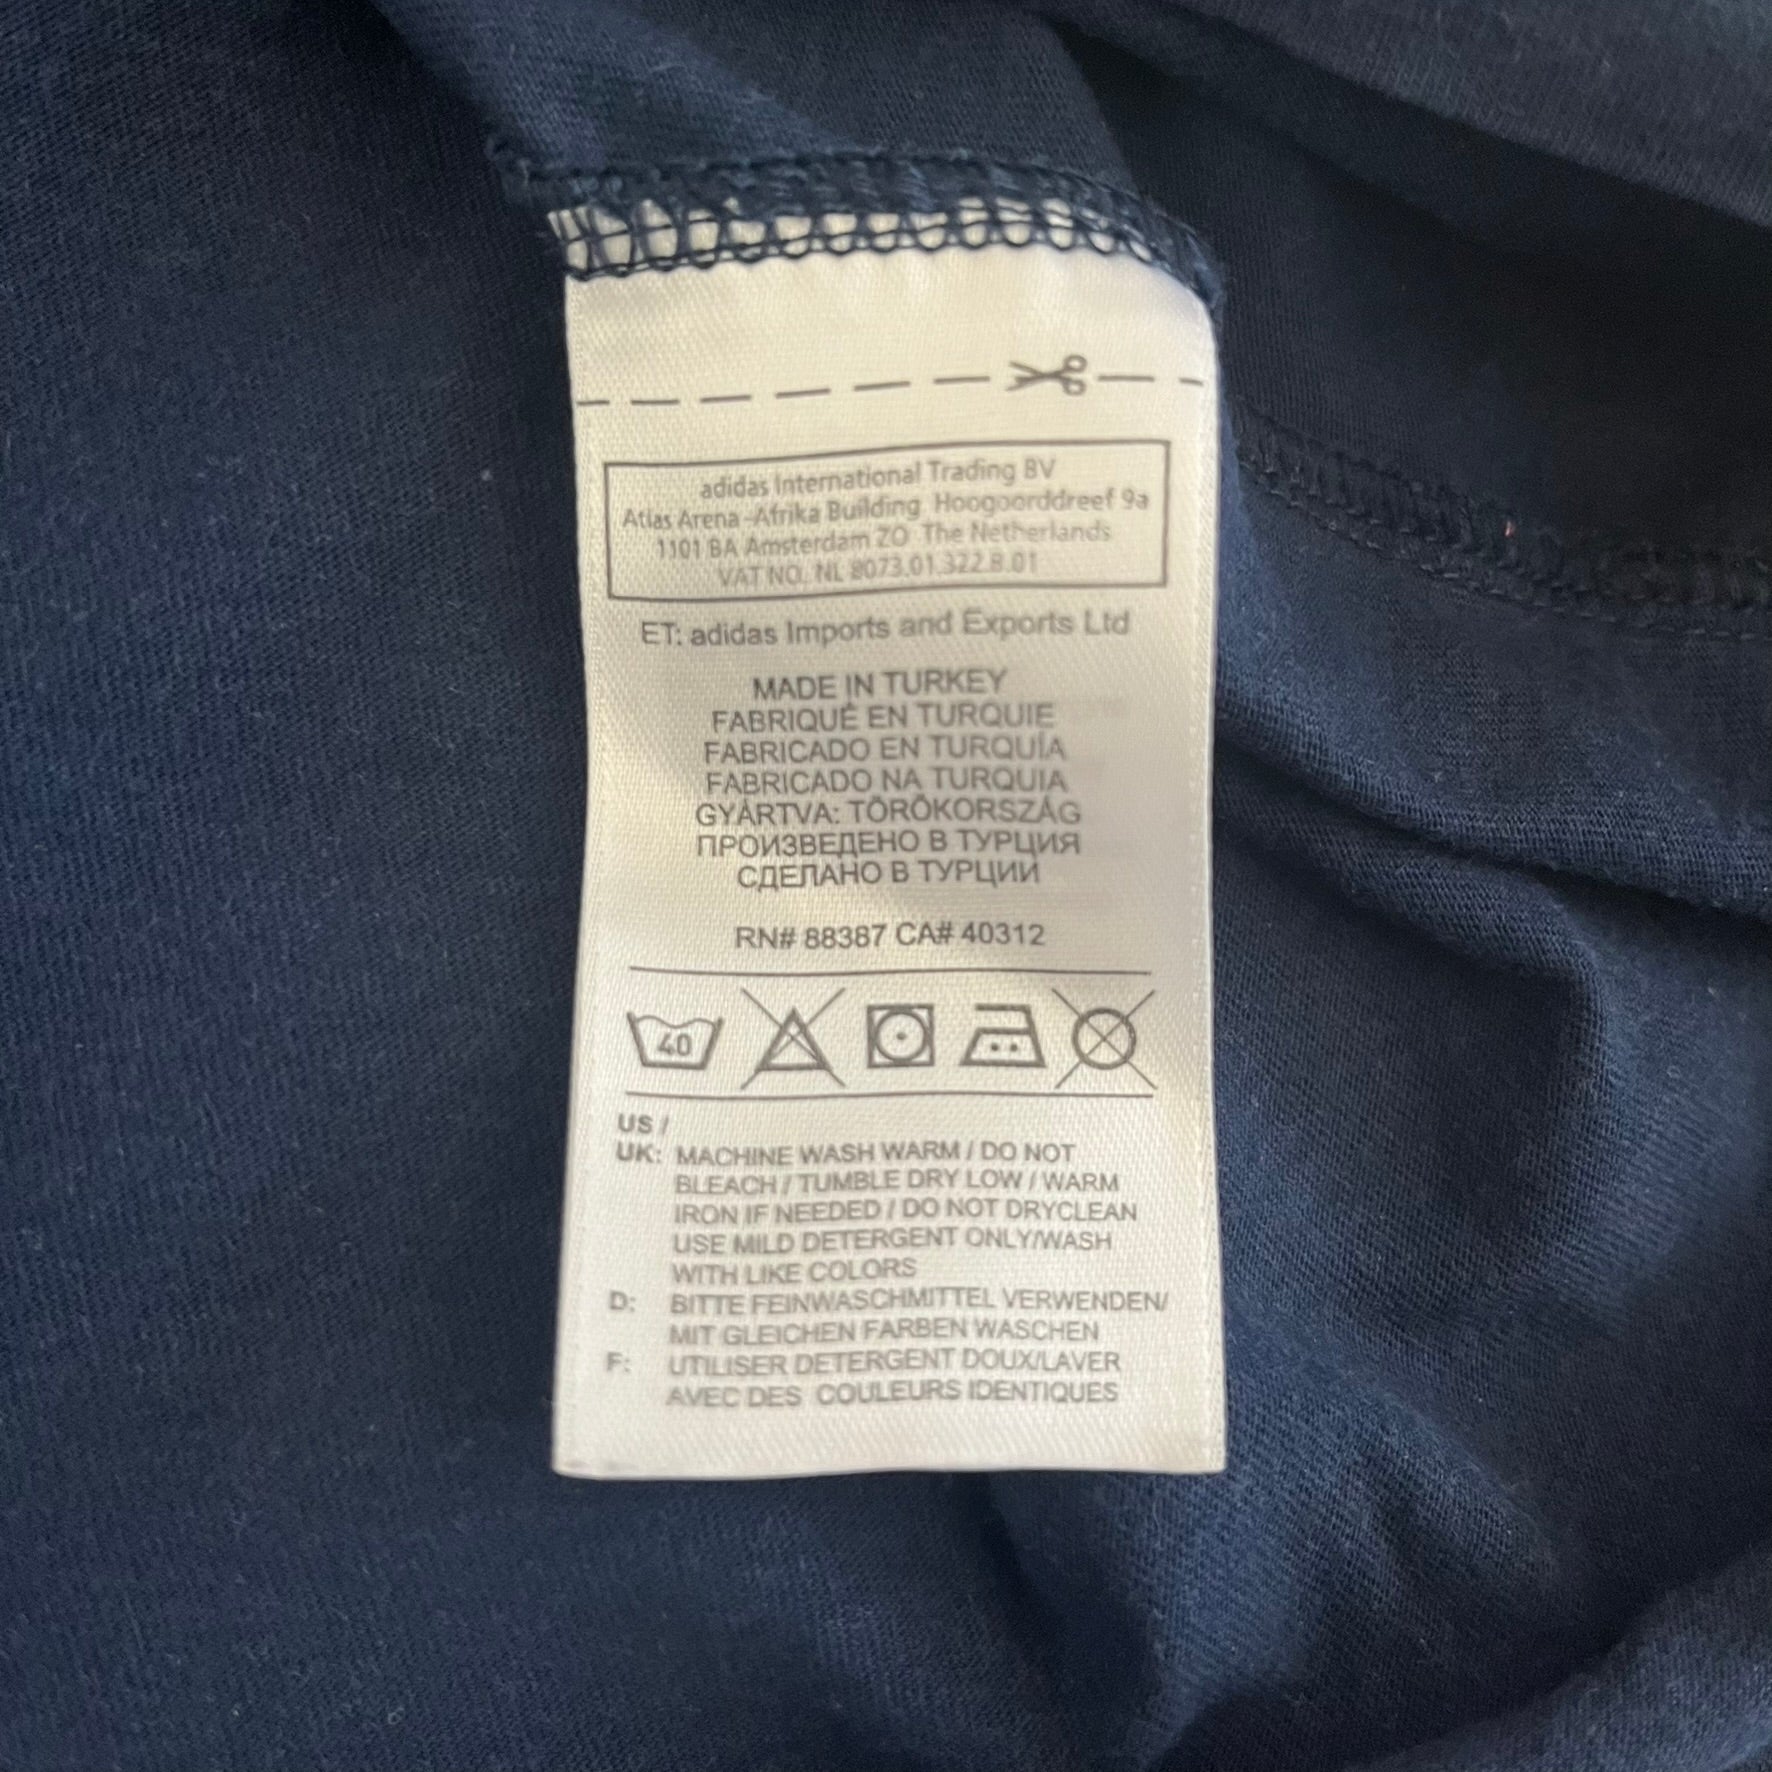 adidas International Trading BV
Atlas Arena-Afrika Building Hoogoorddreef 9a
1101 BA Amsterdam ZO The Netherlands
VAT NO. NL 8073.01.322.B.01
ET: adidas Imports and Exports Ltd
MADE IN TURKEY
FABRIQUÉ EN TURQUIE
FABRICADO EN TURQUÍA
FABRICADO NA TURQUIA
GYÁRTVA: TÖRÖKORSZÁG
ПРОИЗВЕДЕНО В ТУРЦИЯ
СДЕЛАНО В ТУРЦИИ
RN# 88387 CA# 40312
40
US /
UK: MACHINE WASH WARM / DO NOT
BLEACH / TUMBLE DRY LOW / WARM
IRON IF NEEDED / DO NOT DRYCLEAN
USE MILD DETERGENT ONLY/WASH
WITH LIKE COLORS
D: BITTE FEINWASCHMITTEL VERWENDEN/
MIT GLEICHEN FARBEN WASCHEN
F: UTILISER DETERGENT DOUX/LAVER
AVEC DES COULEURS IDENTIQUES